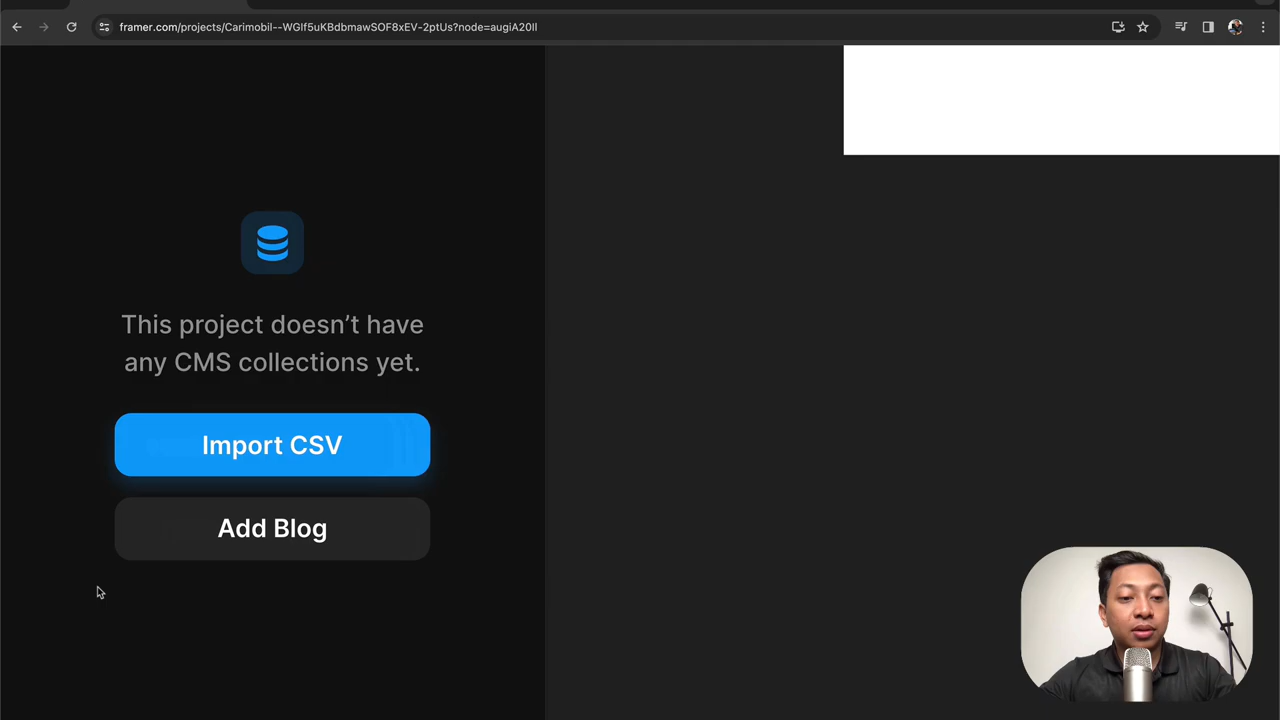 framer.com/projects/Carimobil--WGIf5uKBdbmawSOF8xEV-2ptUs?node=augiA20Il
This project doesn’t have
any CMS collections yet.
Import CSV
Add Blog